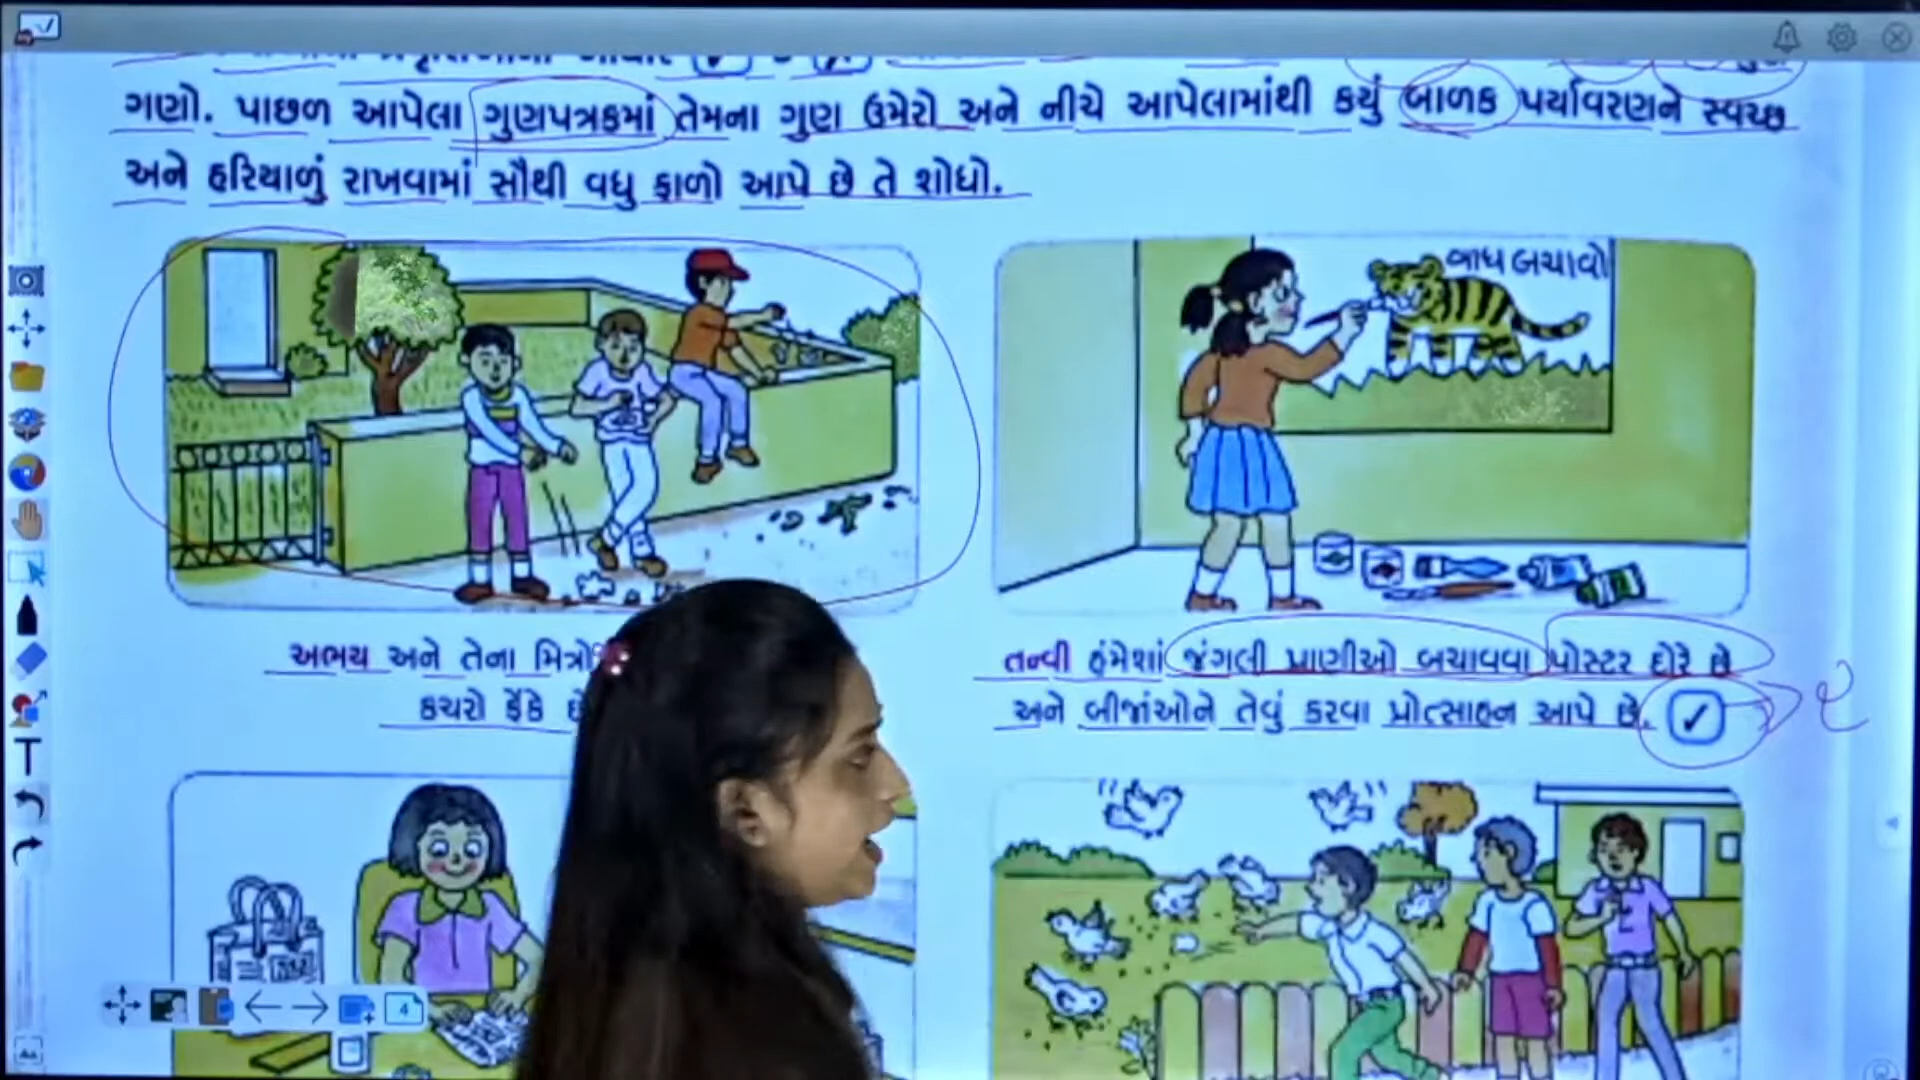 ગણો. પાછળ આપેલા ગુણપત્રકમાં તેમના ગુણ ઉમેરો અને નીચે આપેલામાંથી કયું બાળક પર્યાવરણને સ્વચ્છ
અને હરિયાળું રાખવામાં સૌથી વધુ ફાળો આપે છે તે શોધો.
બાઘ બચાવો
અભય અને તેના મિત્રો
કચરો ફેંકે
તન્વી હંમેશાં જંગલી પ્રાણીઓ બચાવવા પોસ્ટર દોરે છે
અને બીજાંઓને તેવું કરવા પ્રોત્સાહન આપે છે. ✓
T
4